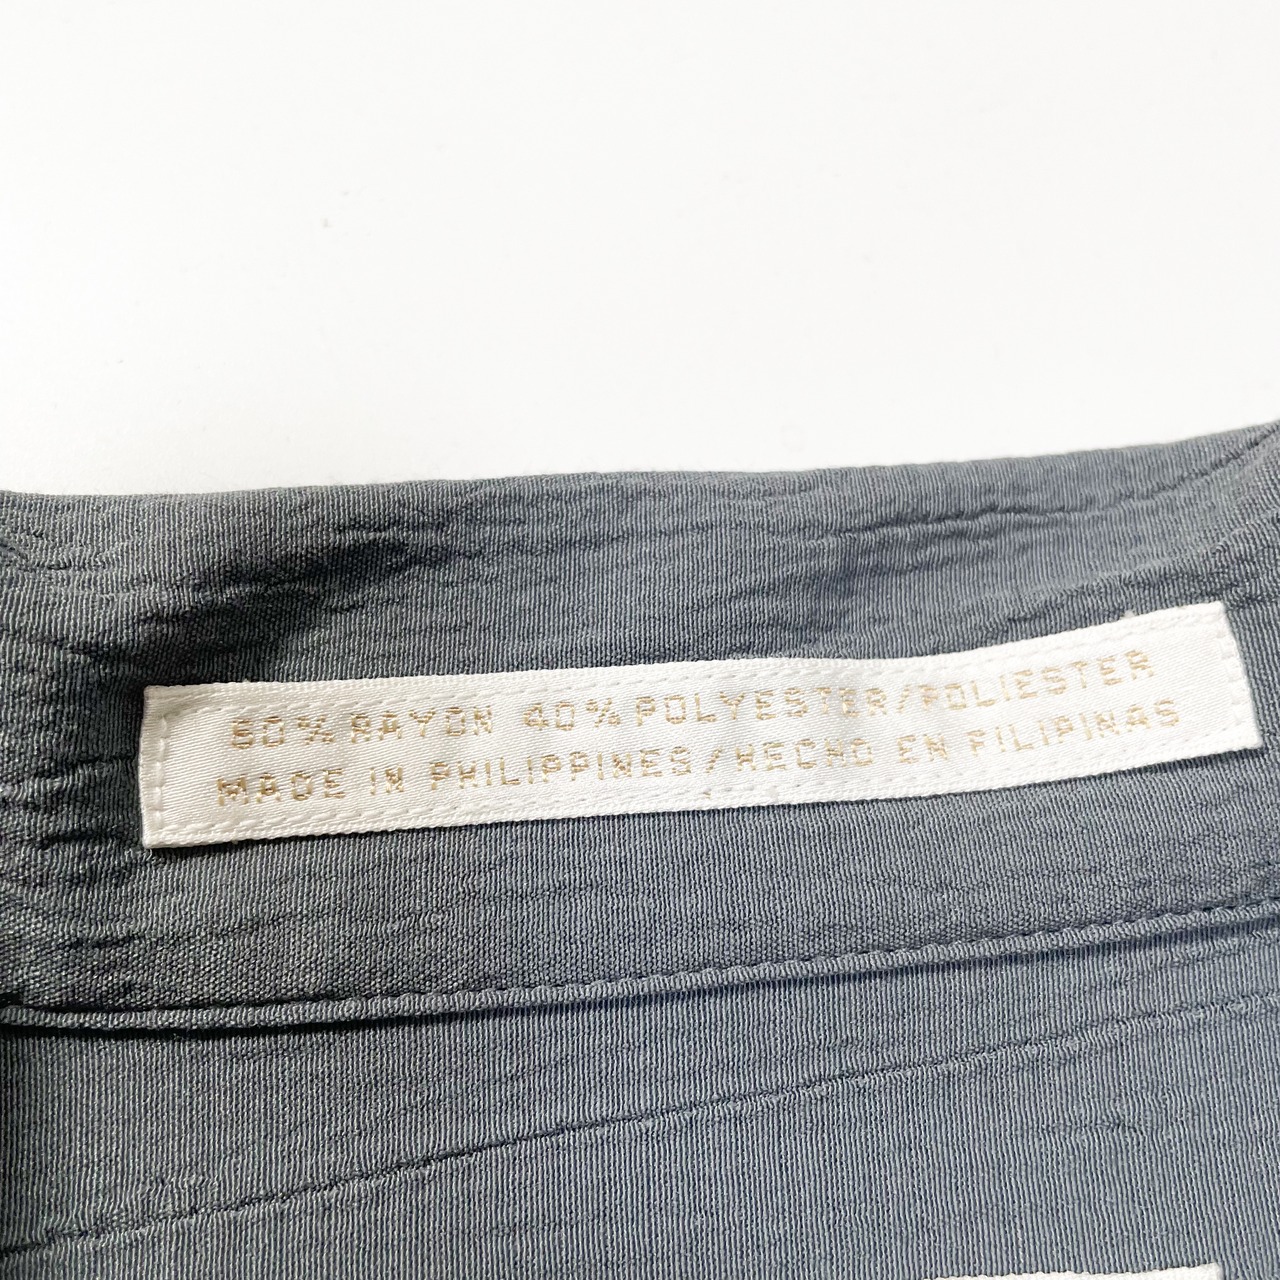 60% RAYON 40% POLYESTER/POLIESTER
MADE IN PHILIPPINES/HECHO EN FILIPINAS